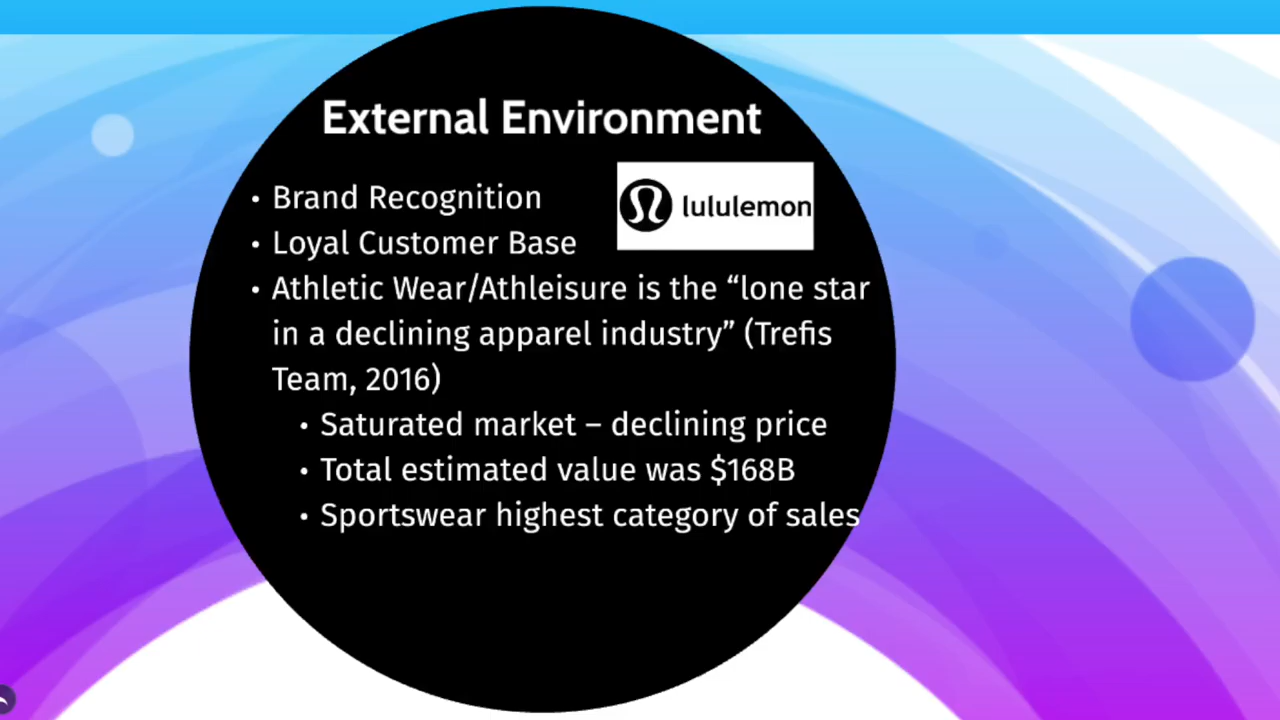 External Environment
• Brand Recognition
lululemon
• Loyal Customer Base
• Athletic Wear/Athleisure is the “lone star
in a declining apparel industry” (Trefis
Team, 2016)
• Saturated market – declining price
• Total estimated value was $168B
• Sportswear highest category of sales